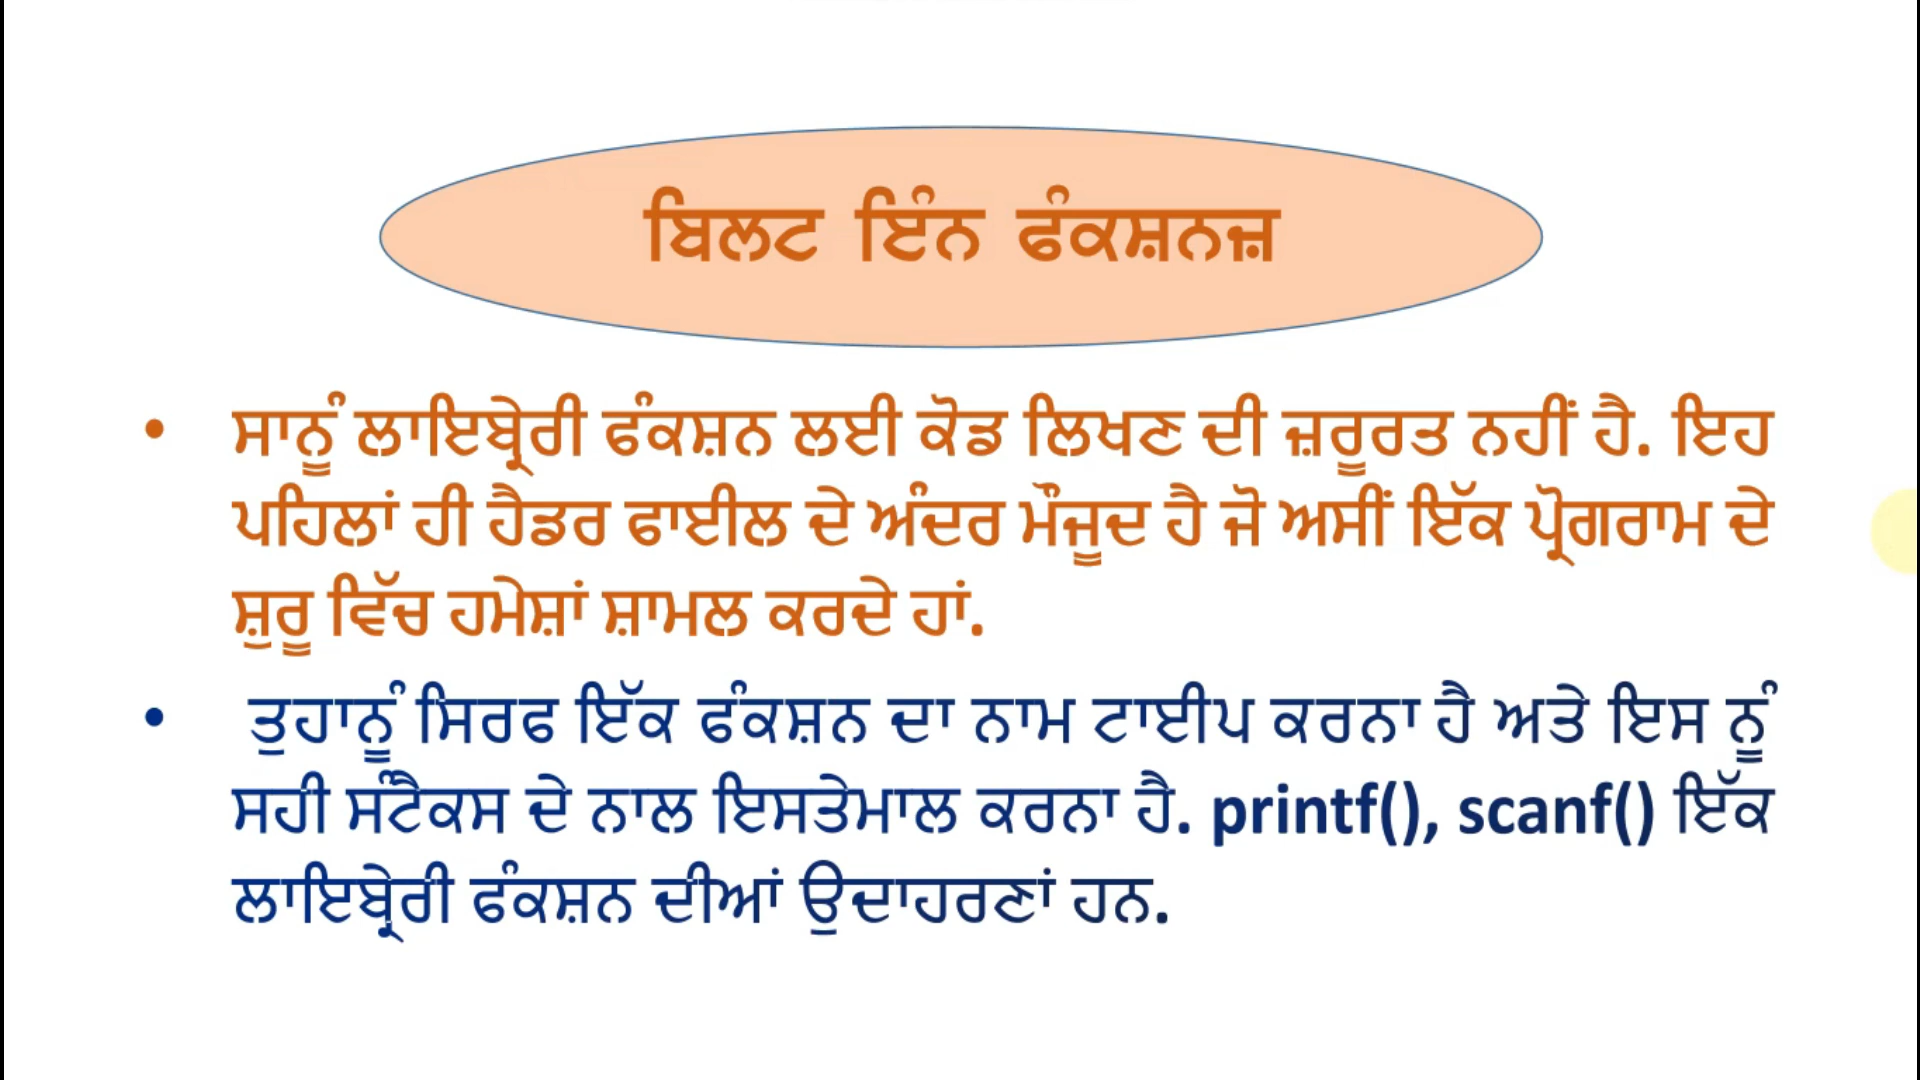 ਬਿਲਟ ਇੰਨ ਫੰਕਸ਼ਨਜ਼
• ਸਾਨੂੰ ਲਾਇਬ੍ਰੇਰੀ ਫੰਕਸ਼ਨ ਲਈ ਕੋਡ ਲਿਖਣ ਦੀ ਜ਼ਰੂਰਤ ਨਹੀਂ ਹੈ. ਇਹ
ਪਹਿਲਾਂ ਹੀ ਹੈਡਰ ਫਾਈਲ ਦੇ ਅੰਦਰ ਮੌਜੂਦ ਹੈ ਜੋ ਅਸੀਂ ਇੱਕ ਪ੍ਰੋਗਰਾਮ ਦੇ
ਸ਼ੁਰੂ ਵਿੱਚ ਹਮੇਸ਼ਾਂ ਸ਼ਾਮਲ ਕਰਦੇ ਹਾਂ.
• ਤੁਹਾਨੂੰ ਸਿਰਫ ਇੱਕ ਫੰਕਸ਼ਨ ਦਾ ਨਾਮ ਟਾਈਪ ਕਰਨਾ ਹੈ ਅਤੇ ਇਸ ਨੂੰ
ਸਹੀ ਸਟੈਂਕਸ ਦੇ ਨਾਲ ਇਸਤੇਮਾਲ ਕਰਨਾ ਹੈ. printf(), scanf() ਇੱਕ
ਲਾਇਬ੍ਰੇਰੀ ਫੰਕਸ਼ਨ ਦੀਆਂ ਉਦਾਹਰਣਾਂ ਹਨ.